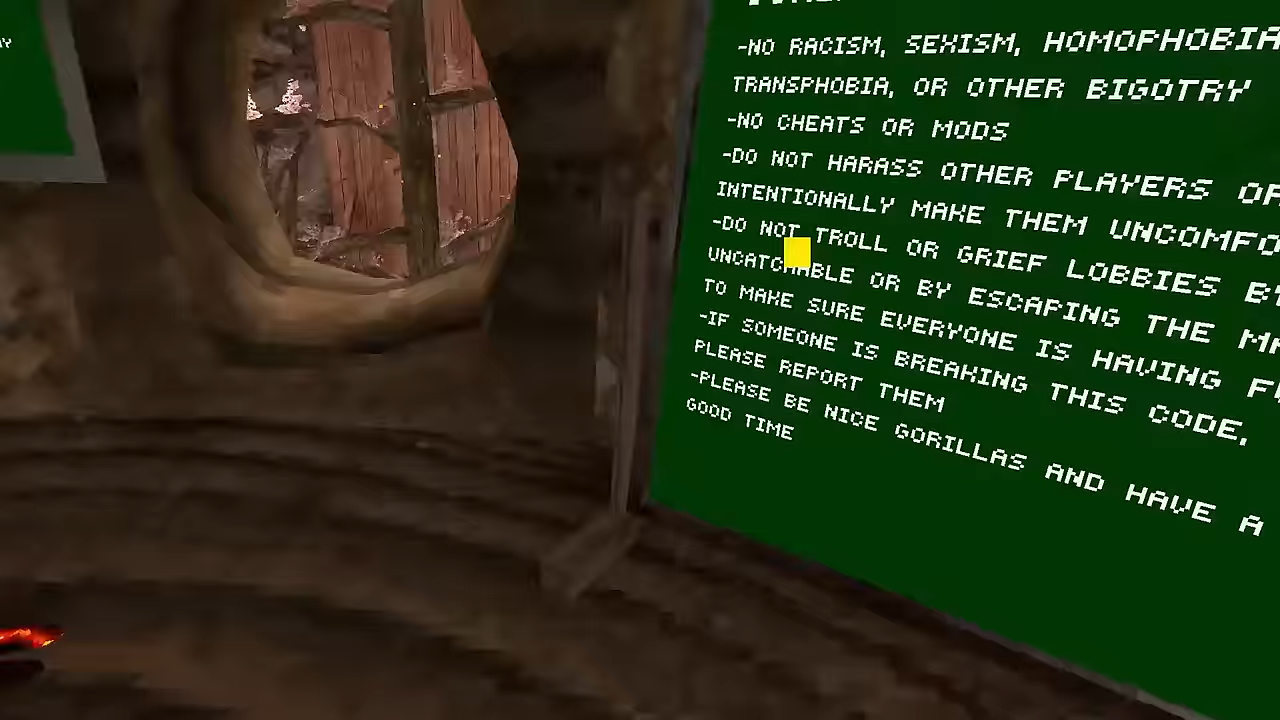 -NO RACISM, SEXISM, HOMOPHOBIA
TRANSPHOBIA, OR OTHER BIGOTRY
-NO CHEATS OR MODS
-DO NOT HARASS OTHER PLAYERS OR
INTENTIONALLY MAKE THEM
-DO NOT TROLL OR GRIEF LOBBIES
UNCATCHABLE OR BY ESCAPING THE
TO MAKE SURE EVERYONE IS HAVING
-IF SOMEONE IS BREAKING THIS CODE,
PLEASE REPORT THEM
-PLEASE BE NICE GORILLAS AND HAVE A
GOOD TIME